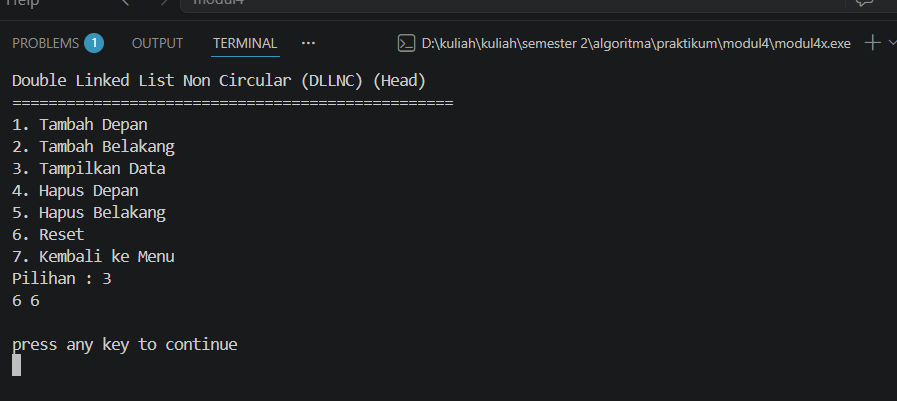 Help modul4
PROBLEMS 1 OUTPUT TERMINAL ··· D:\kuliah\kuliah\semester 2\algoritma\praktikum\modul4\modul4x.exe
Double Linked List Non Circular (DLLNC) (Head)
=================================================
1. Tambah Depan
2. Tambah Belakang
3. Tampilkan Data
4. Hapus Depan
5. Hapus Belakang
6. Reset
7. Kembali ke Menu
Pilihan : 3
6 6
press any key to continue